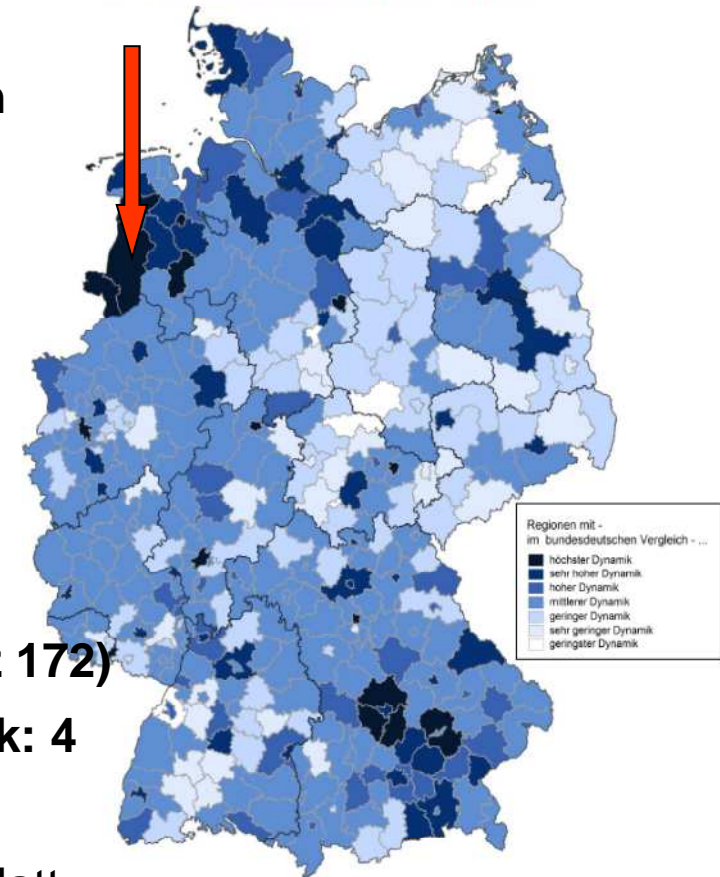 n
172)
k: 4
Regionen mit -
im bundesdeutschen Vergleich - ...
höchster Dynamik
sehr hoher Dynamik
hoher Dynamik
mittlerer Dynamik
geringer Dynamik
sehr geringer Dynamik
geringster Dynamik